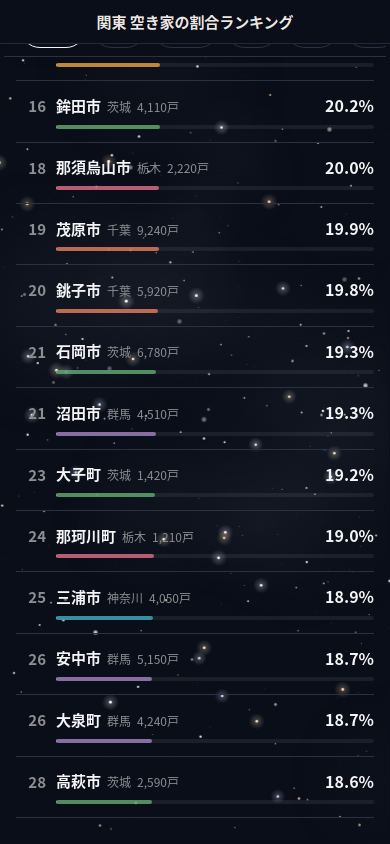 関東 空き家の割合ランキング
16 鉾田市 茨城 4,110戸 20.2%
18 那須烏山市 栃木 2,220戸 20.0%
19 茂原市 千葉 9,240戸 19.9%
20 銚子市 千葉 5,920戸 19.8%
21 石岡市 茨城 6,780戸 19.3%
21 沼田市 群馬 4,510戸 19.3%
23 大子町 茨城 1,420戸 19.2%
24 那珂川町 栃木 19.0%
25 三浦市 神奈川 4,050戸 18.9%
26 安中市 群馬 5,150戸 18.7%
26 大泉町 群馬 4,240戸 18.7%
28 高萩市 茨城 2,590戸 18.6%